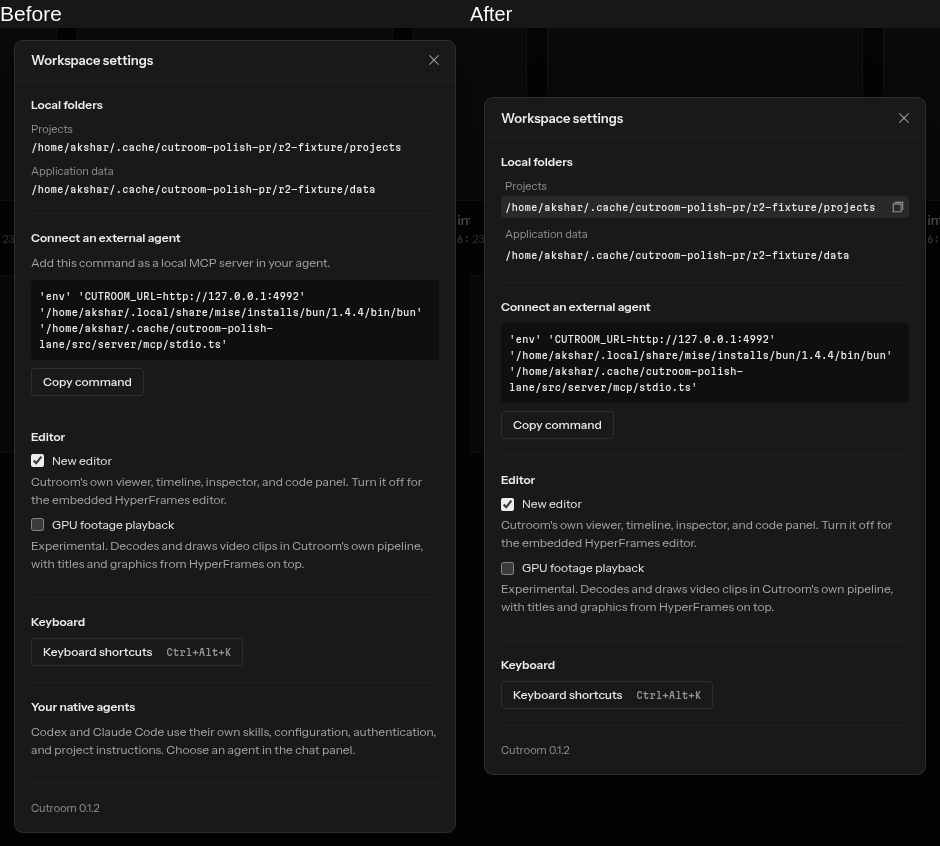 Before
Workspace settings
Local folders
Projects
/home/akshar/.cache/cutroom-polish-pr/r2-fixture/projects
Application data
/home/akshar/.cache/cutroom-polish-pr/r2-fixture/data
Connect an external agent
Add this command as a local MCP server in your agent.
'env' 'CUTROOM_URL=http://127.0.0.1:4992'
'/home/akshar/.local/share/mise/installs/bun/1.4.4/bin/bun'
'/home/akshar/.cache/cutroom-polish-
lane/src/server/mcp/stdio.ts'
Copy command
Editor
New editor
Cutroom's own viewer, timeline, inspector, and code panel. Turn it off for
the embedded HyperFrames editor.
GPU footage playback
Experimental. Decodes and draws video clips in Cutroom's own pipeline,
with titles and graphics from HyperFrames on top.
Keyboard
Keyboard shortcuts Ctrl+Alt+K
Your native agents
Codex and Claude Code use their own skills, configuration, authentication,
and project instructions. Choose an agent in the chat panel.
Cutroom 0.1.2
After
Workspace settings
Local folders
Projects
/home/akshar/.cache/cutroom-polish-pr/r2-fixture/projects
Application data
/home/akshar/.cache/cutroom-polish-pr/r2-fixture/data
Connect an external agent
'env' 'CUTROOM_URL=http://127.0.0.1:4992'
'/home/akshar/.local/share/mise/installs/bun/1.4.4/bin/bun'
'/home/akshar/.cache/cutroom-polish-
lane/src/server/mcp/stdio.ts'
Copy command
Editor
New editor
Cutroom's own viewer, timeline, inspector, and code panel. Turn it off for
the embedded HyperFrames editor.
GPU footage playback
Experimental. Decodes and draws video clips in Cutroom's own pipeline,
with titles and graphics from HyperFrames on top.
Keyboard
Keyboard shortcuts Ctrl+Alt+K
Cutroom 0.1.2